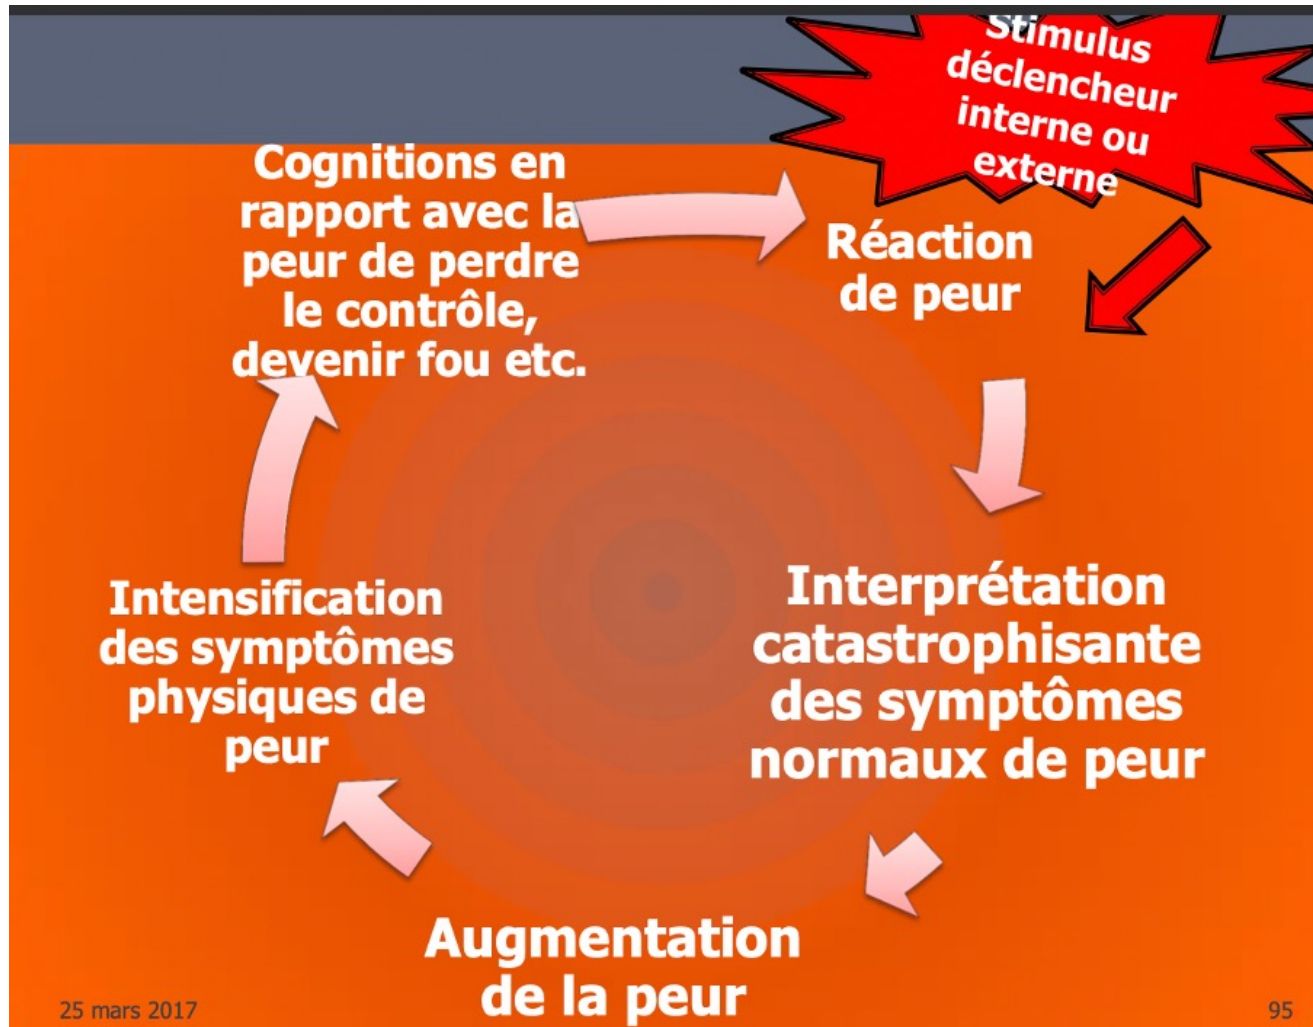 Stimulus
déclencheur
interne ou
externe
Cognitions en
rapport avec la
peur de perdre
le contrôle,
devenir fou etc.
Réaction
de peur
Interprétation
catastrophisante
des symptômes
normaux de peur
Augmentation
de la peur
Intensification
des symptômes
physiques de
peur
25 mars 2017
95